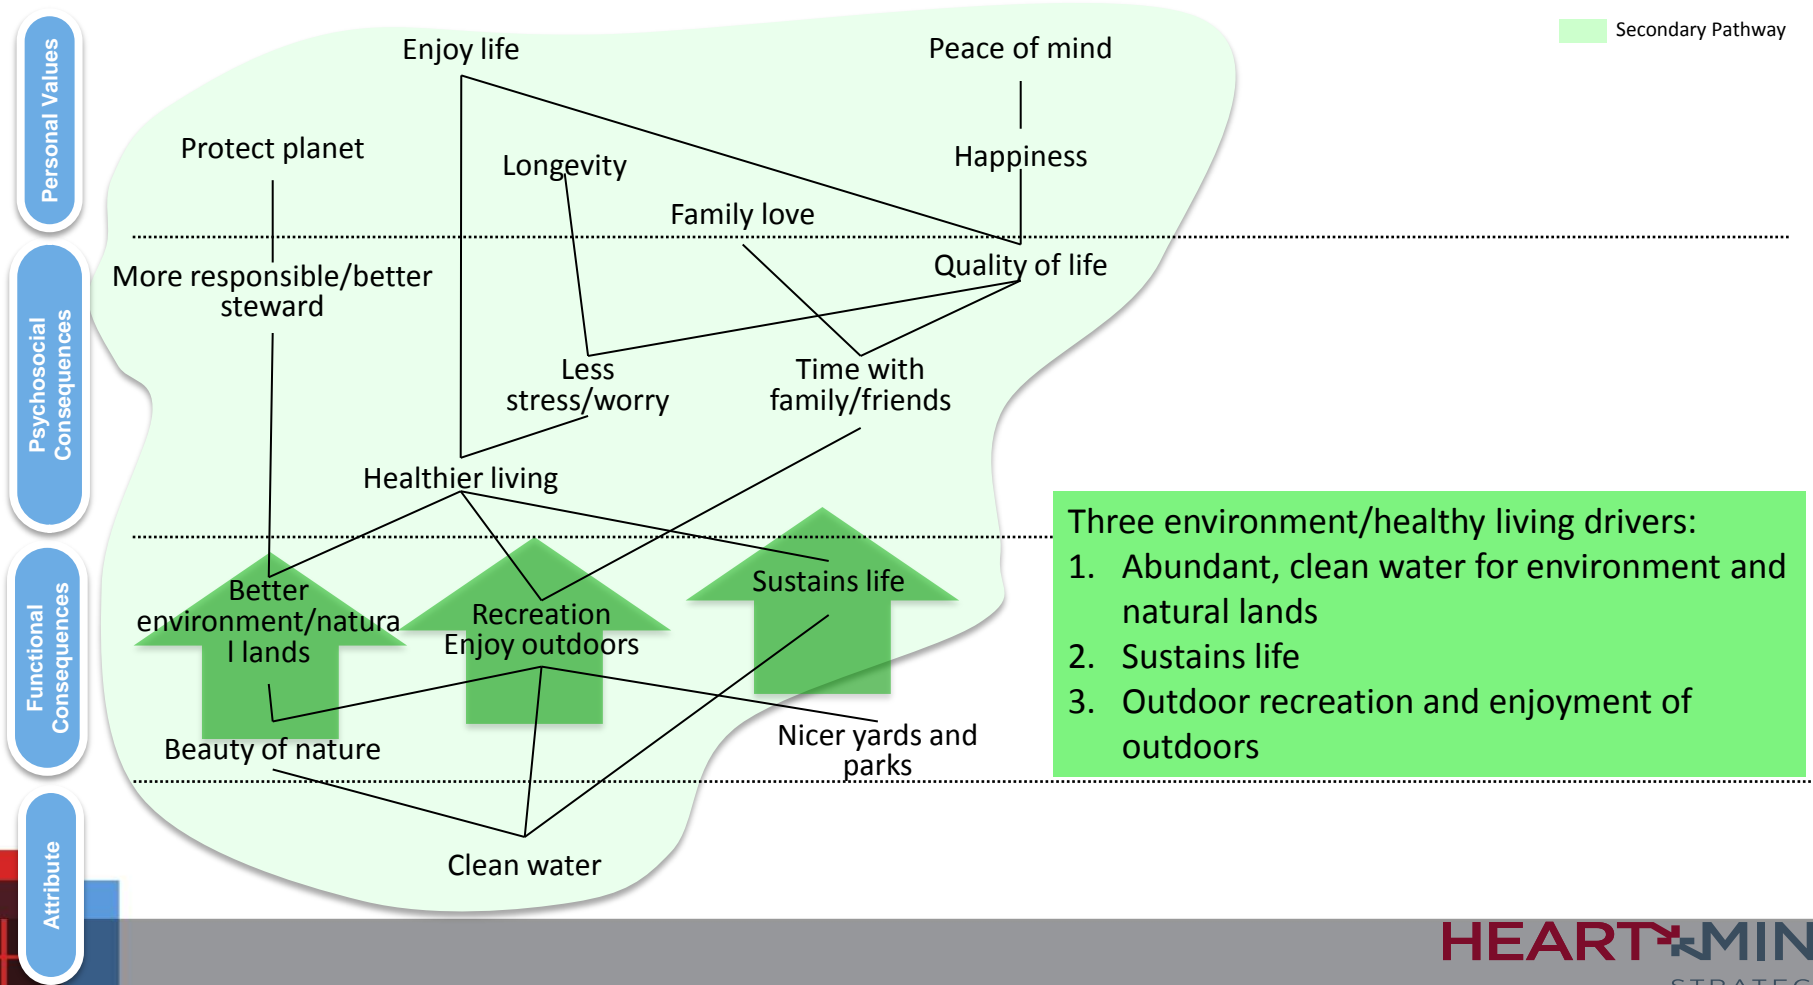 Secondary Pathway
Personal Values
Enjoy life
Peace of mind
Protect planet
Longevity
Happiness
Family love
Psychosocial
Consequences
More responsible/better
steward
Quality of life
Less
stress/worry
Time with
family/friends
Healthier living
Functional
Consequences
Better
environment/natura
l lands
Recreation
Enjoy outdoors
Sustains life
Beauty of nature
Nicer yards and
parks
Three environment/healthy living drivers:
1. Abundant, clean water for environment and
natural lands
2. Sustains life
3. Outdoor recreation and enjoyment of
outdoors
Attribute
Clean water
HEART MIN
STRATEG